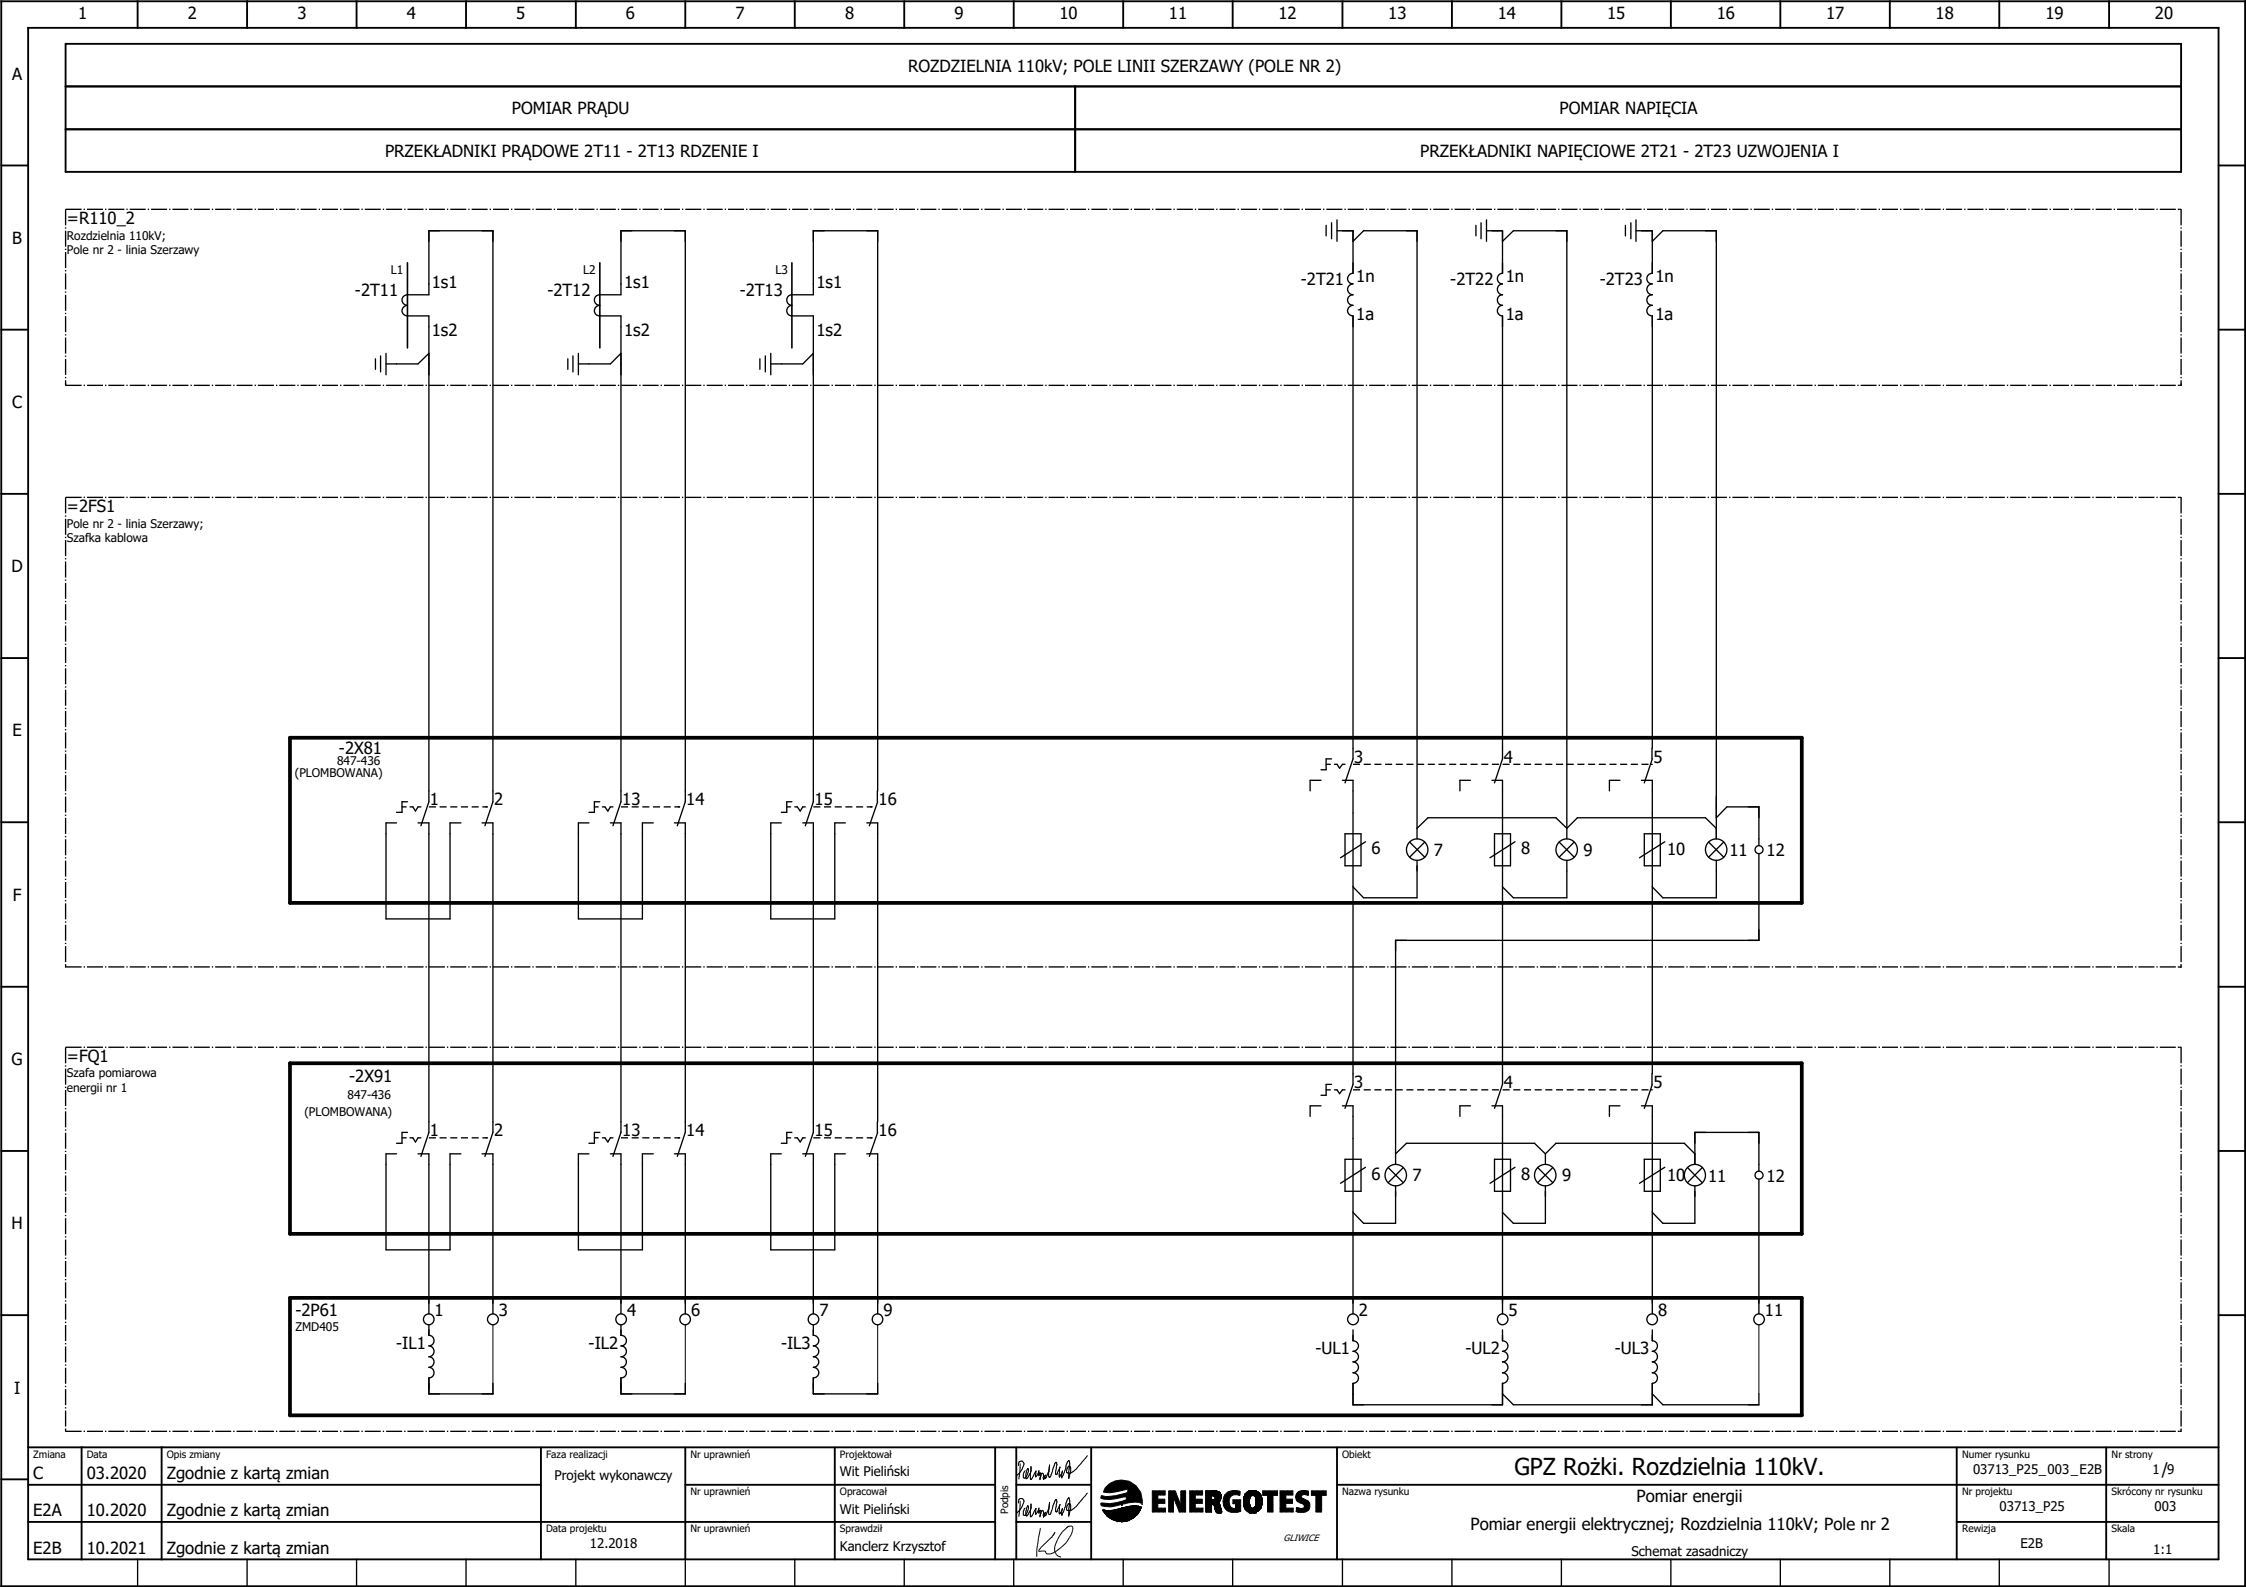 1 2 3 4 5 6 7 8 9 10 11 12 13 14 15 16 17 18 19 20
A
ROZDZIELNIA 110kV; POLE LINII SZERZAWY (POLE NR 2)
POMIAR PRĄDU
POMIAR NAPIĘCIA
PRZEKŁADNIKI PRĄDOWE 2T11 - 2T13 RDZENIE I
PRZEKŁADNIKI NAPIĘCIOWE 2T21 - 2T23 UZWOJENIA I
B
=R110_2
Rozdzielnia 110kV;
Pole nr 2 - linia Szerzawy
L1
-2T11
1s1
1s2
L2
-2T12
1s1
1s2
L3
-2T13
1s1
1s2
-2T21
1n
1a
-2T22
1n
1a
-2T23
1n
1a
C
=2FS1
Pole nr 2 - linia Szerzawy;
Szafka kablowa
D
E
-2X81
847-436
(PLOMBOWANA)
3 4 5
1 2 13 14 15 16
6 7 8 9 10 11 12
F
G
=FQ1
Szafa pomiarowa
energii nr 1
-2X91
847-436
(PLOMBOWANA)
3 4 5
1 2 13 14 15 16
6 7 8 9 10 11 12
H
-2P61
ZMD405
1 3 4 6 7 9 2 5 8 11
-IL1 -IL2 -IL3 -UL1 -UL2 -UL3
I
Zmiana Data Opis zmiany
C 03.2020 Zgodnie z kartą zmian
E2A 10.2020 Zgodnie z kartą zmian
E2B 10.2021 Zgodnie z kartą zmian
Faza realizacji
Projekt wykonawczy
Data projektu
12.2018
Nr uprawnień
Nr uprawnień
Nr uprawnień
Projektował
Wit Pieliński
Opracował
Wit Pieliński
Sprawdził
Kanclerz Krzysztof
Podpis
ENERGOTEST
GLIWICE
Obiekt
GPZ Rożki. Rozdzielnia 110kV.
Nazwa rysunku
Pomiar energii
Pomiar energii elektrycznej; Rozdzielnia 110kV; Pole nr 2
Schemat zasadniczy
Numer rysunku
03713_P25_003_E2B
Nr strony
1/9
Nr projektu
03713_P25
Skrócony nr rysunku
003
Rewizja
E2B
Skala
1:1